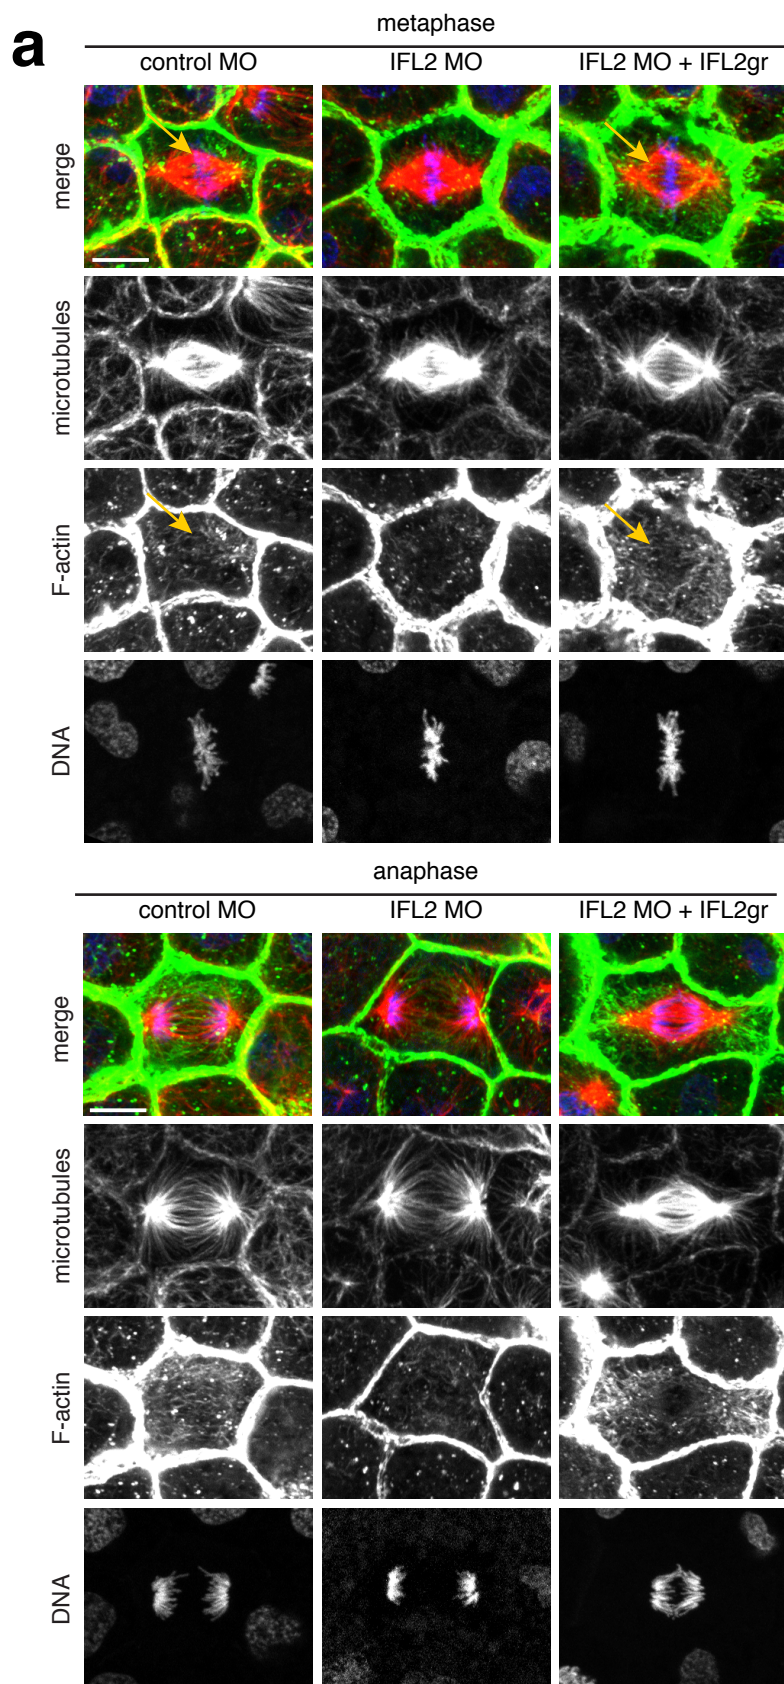 a
metaphase
control MO IFL2 MO IFL2 MO + IFL2gr
merge
microtubules
F-actin
DNA
anaphase
control MO IFL2 MO IFL2 MO + IFL2gr
merge
microtubules
F-actin
DNA